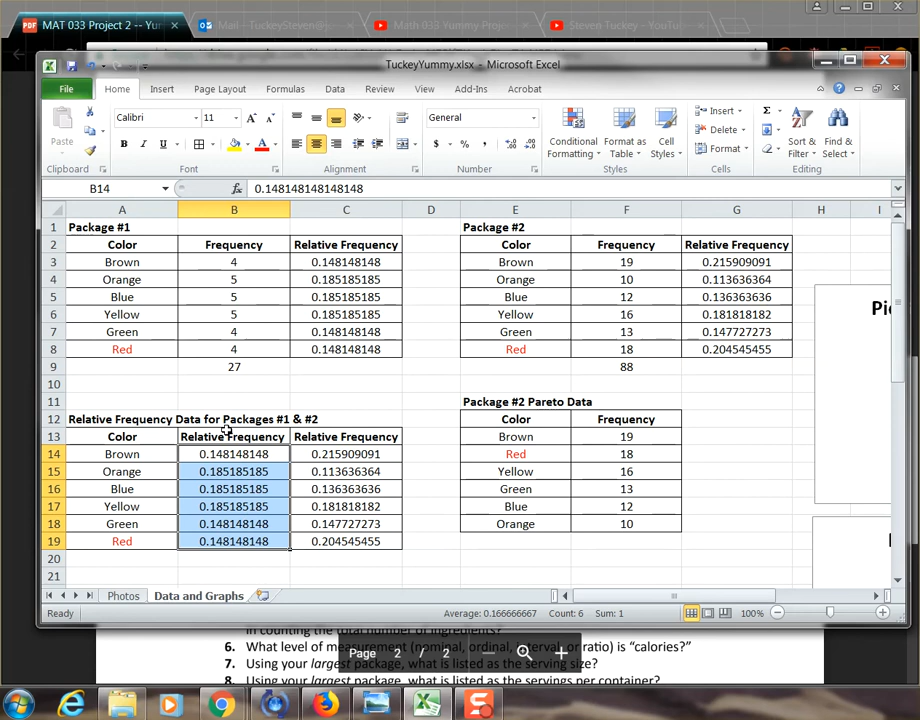 MAT 033 Project 2 -- Yu
Mail - TuckeySteven@
Math 033 Yummy Proje
Steven Tuckey - YouTu
TuckeyYummy.xlsx - Microsoft Excel
File Home Insert Page Layout Formulas Data Review View Add-Ins Acrobat
Calibri 11 General
Paste Conditional Formatting Format as Table Cell Styles Insert Delete Format Sort & Filter Find & Select
Clipboard Font Alignment Number Styles Cells Editing
B14 fx 0.148148148148148
A B C D E F G H I
1 Package #1 Package #2
2 Color Frequency Relative Frequency Color Frequency Relative Frequency
3 Brown 4 0.148148148 Brown 19 0.215909091
4 Orange 5 0.185185185 Orange 10 0.113636364
5 Blue 5 0.185185185 Blue 12 0.136363636
6 Yellow 5 0.185185185 Yellow 16 0.181818182
7 Green 4 0.148148148 Green 13 0.147727273
8 Red 4 0.148148148 Red 18 0.204545455
9 27 88
10
11 Package #2 Pareto Data
12 Relative Frequency Data for Packages #1 & #2 Color Frequency
13 Color Relative Frequency Relative Frequency Brown 19
14 Brown 0.148148148 0.215909091 Red 18
15 Orange 0.185185185 0.113636364 Yellow 16
16 Blue 0.185185185 0.136363636 Green 13
17 Yellow 0.185185185 0.181818182 Blue 12
18 Green 0.148148148 0.147727273 Orange 10
19 Red 0.148148148 0.204545455
20
21
Photos Data and Graphs
Ready Average: 0.166666667 Count: 6 Sum: 1 100%
in counting the total number of ingredients?
6. What level of measurement (nominal, ordinal, interval, or ratio) is “calories?”
Page 2 / 2
7. Using your largest package, what is listed as the serving size?
8. Using your largest package, what is listed as the servings per container?